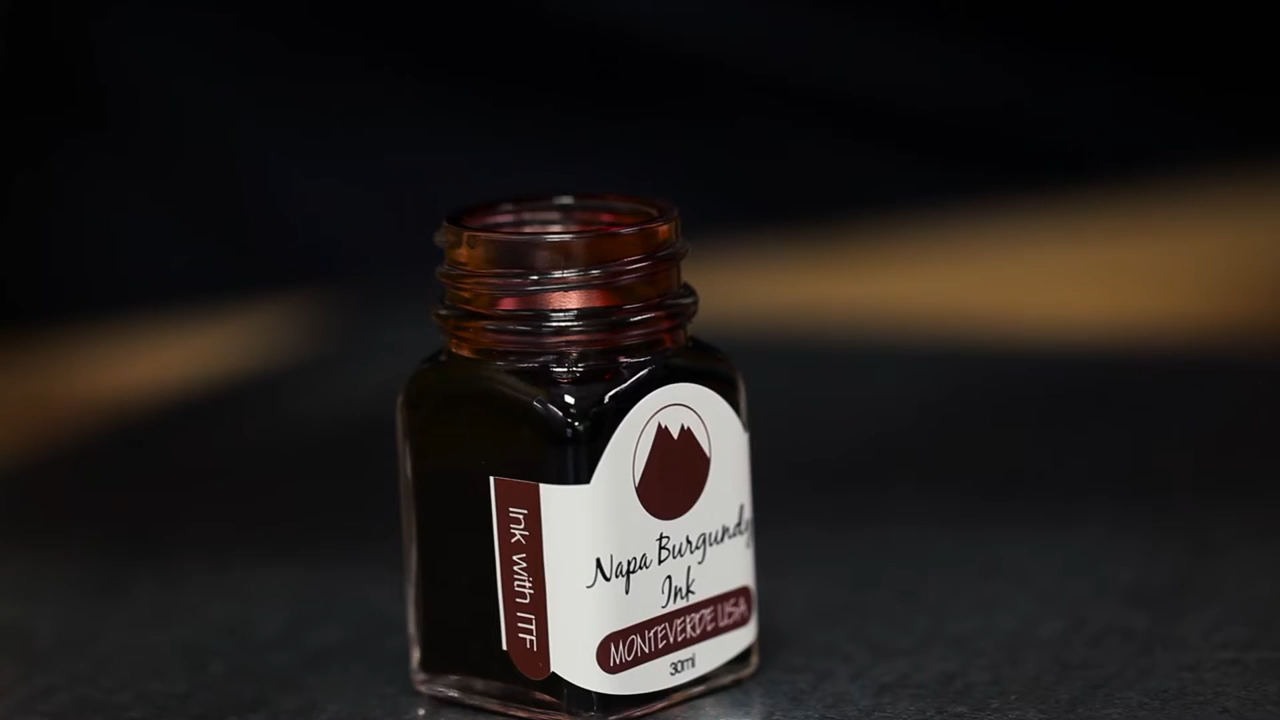 Napa Burgundy
Ink
MONTEVERDE USA
30ml
Ink with ITF